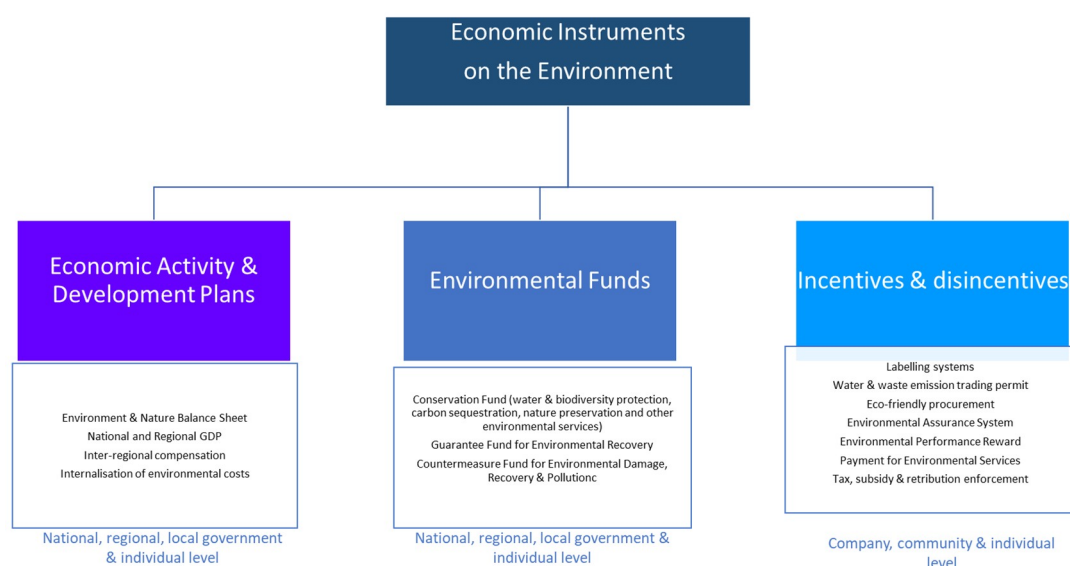 Economic Instruments
on the Environment
Economic Activity &
Development Plans
Environment & Nature Balance Sheet
National and Regional GDP
Inter-regional compensation
Internalisation of environmental costs
National, regional, local government
& individual level
Environmental Funds
Conservation Fund (water & biodiversity protection,
carbon sequestration, nature preservation and other
environmental services)
Guarantee Fund for Environmental Recovery
Countermeasure Fund for Environmental Damage,
Recovery & Pollutionc
National, regional, local government &
individual level
Incentives & disincentives
Labelling systems
Water & waste emission trading permit
Eco-friendly procurement
Environmental Assurance System
Environmental Performance Reward
Payment for Environmental Services
Tax, subsidy & retribution enforcement
Company, community & individual
level